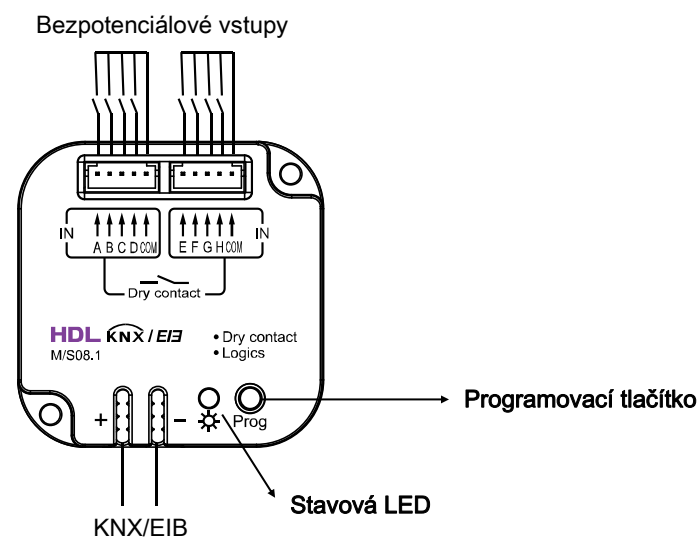 Bezpotenciálové vstupy
IN
A B C D COM
E F G H COM
IN
Dry contact
HDL KNX / EIB
M/S08.1
• Dry contact
• Logics
+
-
Prog
Programovací tlačítko
Stavová LED
KNX/EIB